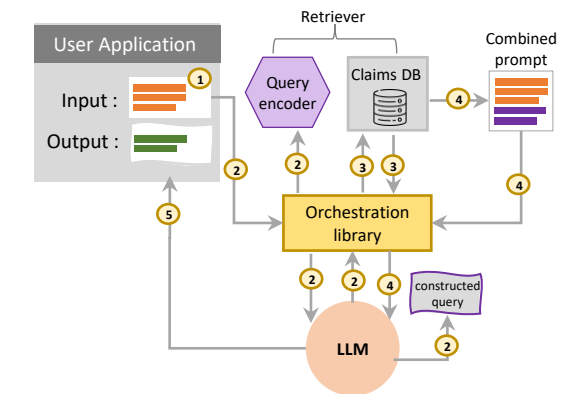 Retriever
User Application
1
Input :
Output :
Query
encoder
Claims DB
4
Combined
prompt
2
2
3
3
4
5
Orchestration
library
2
2
4
constructed
query
2
LLM